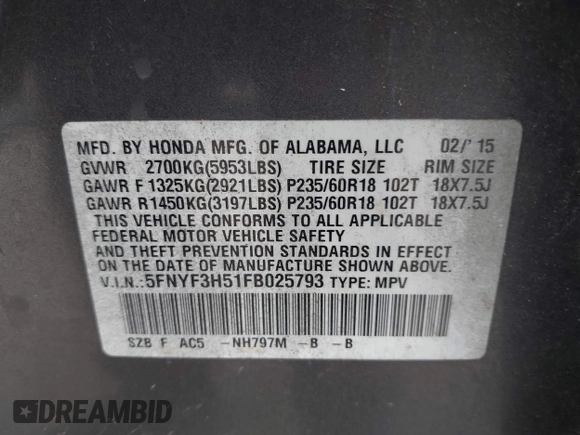 MFD. BY HONDA MFG. OF ALABAMA, LLC 02/'15
GVWR 2700KG(5953LBS) TIRE SIZE RIM SIZE
GAWR F 1325KG(2921LBS) P235/60R18 102T 18X7.5J
GAWR R1450KG(3197LBS) P235/60R18 102T 18X7.5J
THIS VEHICLE CONFORMS TO ALL APPLICABLE
FEDERAL MOTOR VEHICLE SAFETY
AND THEFT PREVENTION STANDARDS IN EFFECT
ON THE DATE OF MANUFACTURE SHOWN ABOVE.
V.I.N.:5FNYF3H51FB025793 TYPE: MPV
SZB F AC5 -NH797M -B -B
DREAMBID